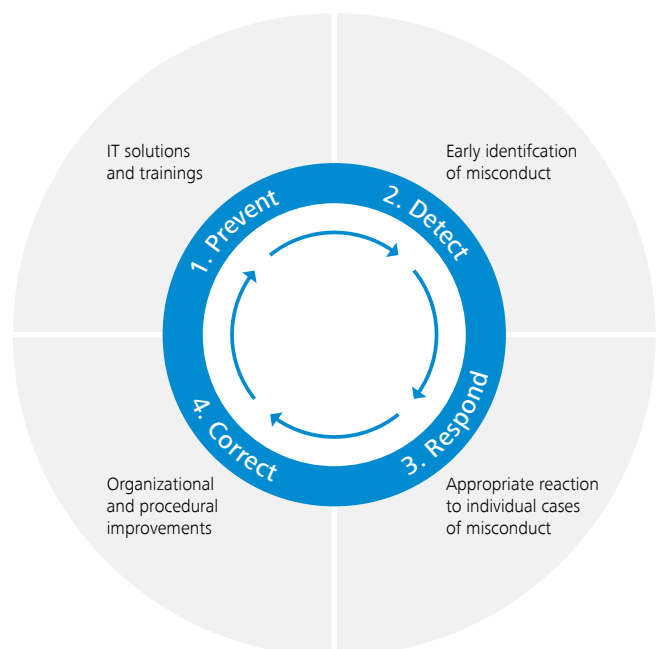 IT solutions
and trainings
1. Prevent
Early identifcation
of misconduct
2. Detect
Appropriate reaction
to individual cases
of misconduct
3. Respond
Organizational
and procedural
improvements
4. Correct